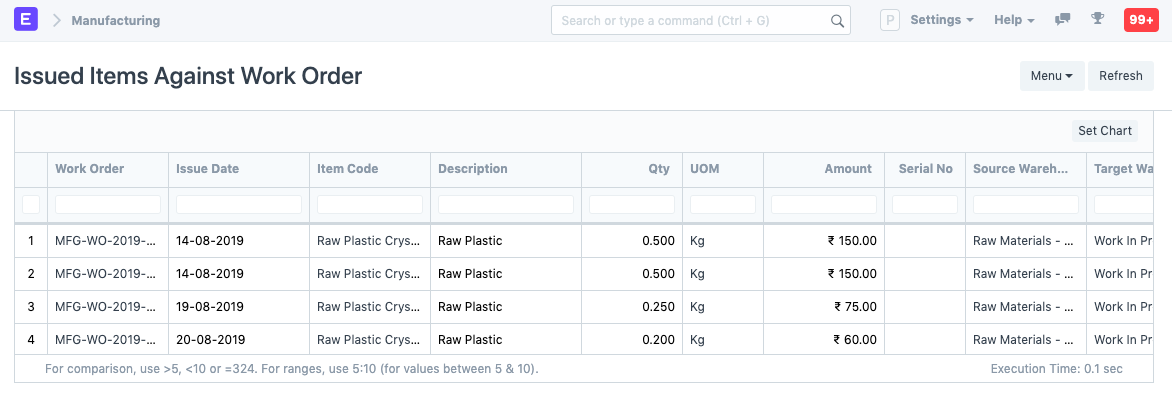 E Manufacturing Search or type a command (Ctrl + G) P Settings Help 99+
Issued Items Against Work Order Menu Refresh
Set Chart
Work Order Issue Date Item Code Description Qty UOM Amount Serial No Source Wareh... Target Wa
1 MFG-WO-2019-... 14-08-2019 Raw Plastic Crys... Raw Plastic 0.500 Kg ₹ 150.00 Raw Materials - ... Work In Pr
2 MFG-WO-2019-... 14-08-2019 Raw Plastic Crys... Raw Plastic 0.500 Kg ₹ 150.00 Raw Materials - ... Work In Pr
3 MFG-WO-2019-... 19-08-2019 Raw Plastic Crys... Raw Plastic 0.250 Kg ₹ 75.00 Raw Materials - ... Work In Pr
4 MFG-WO-2019-... 20-08-2019 Raw Plastic Crys... Raw Plastic 0.200 Kg ₹ 60.00 Raw Materials - ... Work In Pr
For comparison, use >5, <10 or =324. For ranges, use 5:10 (for values between 5 & 10). Execution Time: 0.1 sec